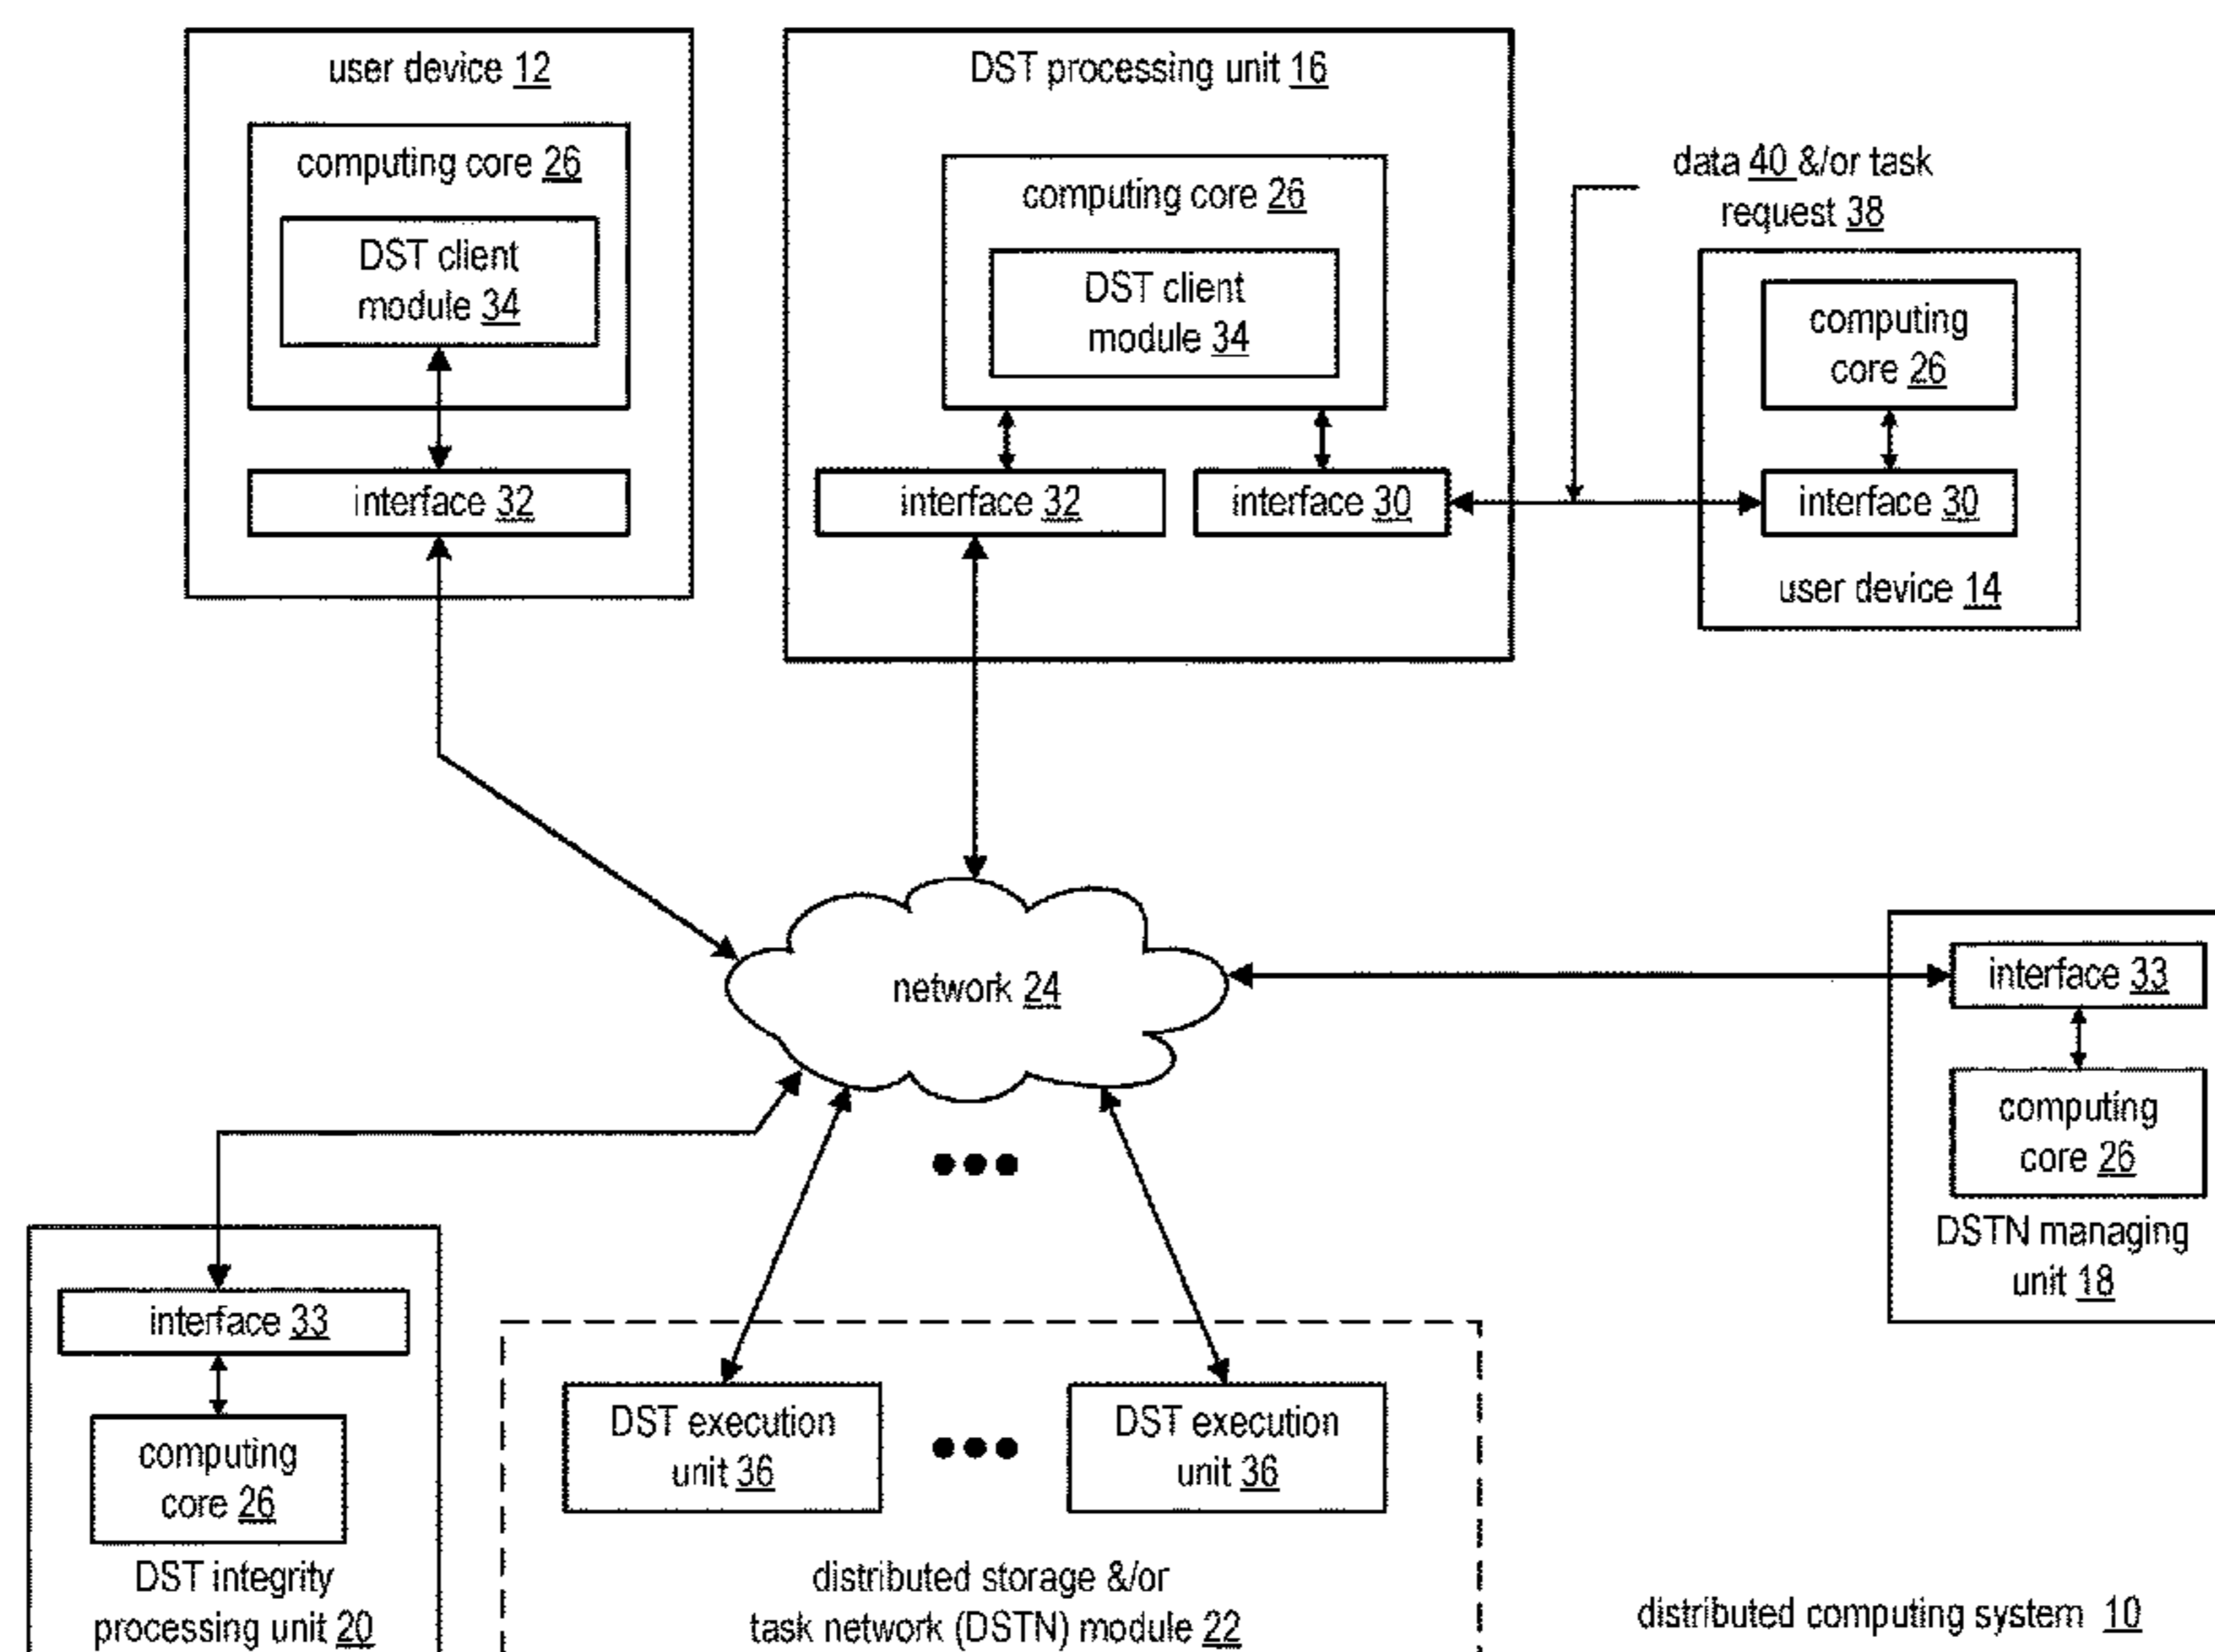 user device 12
computing core 26
DST client
module 34
interface 32
DST processing unit 16
computing core 26
DST client
module 34
interface 32
interface 30
data 40 &/or task
request 38
computing
core 26
interface 30
user device 14
network 24
interface 33
computing
core 26
DSTN managing
unit 18
interface 33
computing
core 26
DST integrity
processing unit 20
DST execution
unit 36
DST execution
unit 36
distributed storage &/or
task network (DSTN) module 22
distributed computing system 10